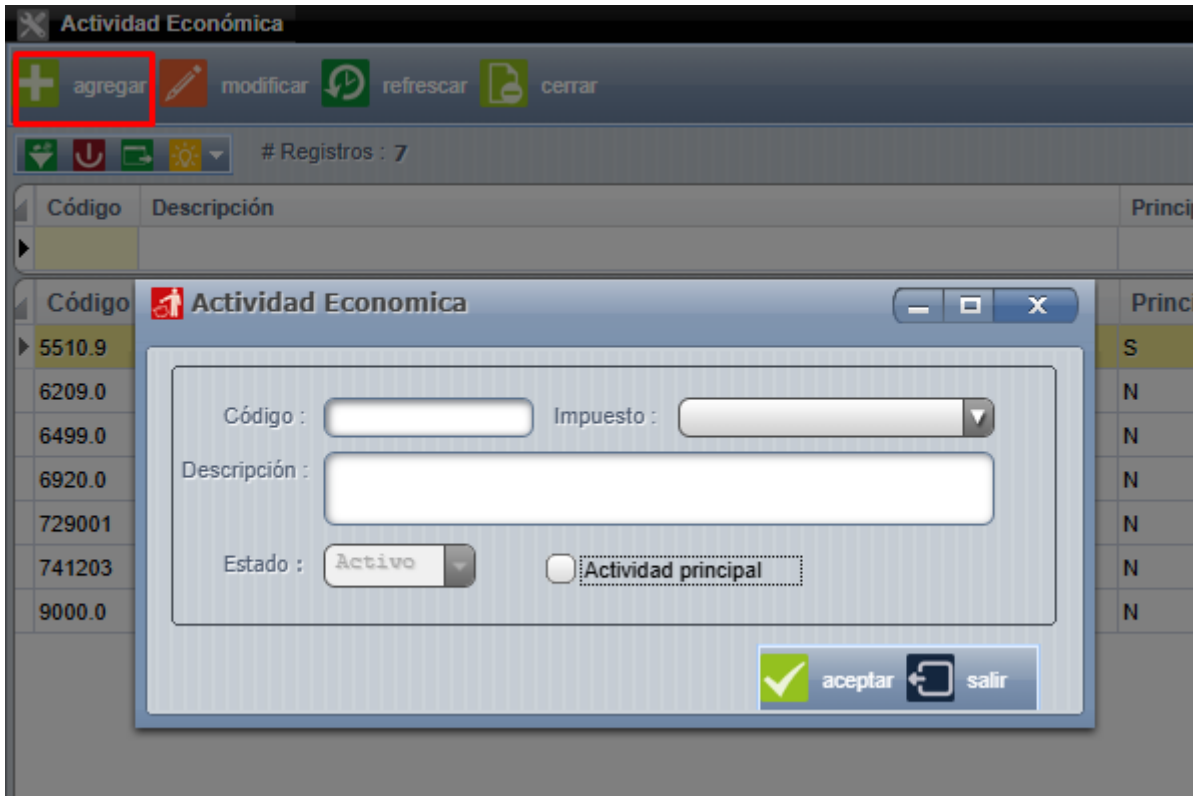 Actividad Económica
agregar modificar refrescar cerrar
# Registros : 7
Código Descripción Princip
Código Princi
Actividad Economica
5510.9 S
6209.0 N
6499.0 N
6920.0 N
729001 N
741203 N
9000.0 N
Código : Impuesto :
Descripción :
Estado : Activo Actividad principal
aceptar salir